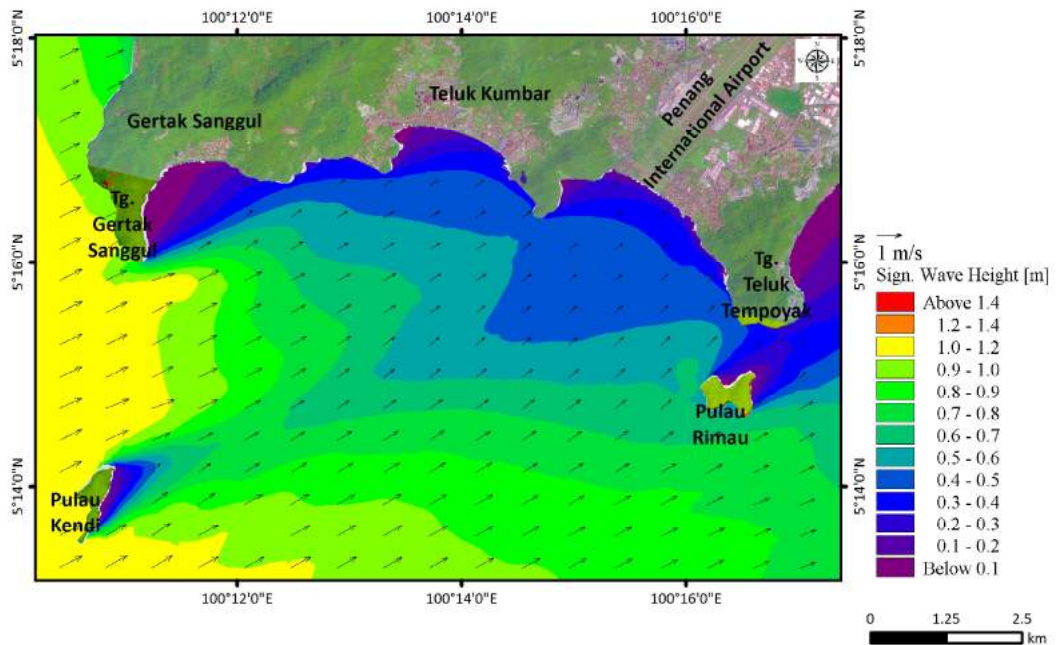 100°12'0"E
100°14'0"E
100°16'0"E
5°18'0"N
5°18'0"N
Teluk Kumbar
Penang
International Airport
Gertak Sanggul
Tg.
Gertak
Sanggul
5°16'0"N
5°16'0"N
Tg.
Teluk
Tempoyak
1 m/s
Sign. Wave Height [m]
Above 1.4
1.2 - 1.4
1.0 - 1.2
0.9 - 1.0
0.8 - 0.9
0.7 - 0.8
0.6 - 0.7
0.5 - 0.6
0.4 - 0.5
0.3 - 0.4
0.2 - 0.3
0.1 - 0.2
Below 0.1
Pulau
Rimau
Pulau
Kendi
5°14'0"N
5°14'0"N
100°12'0"E
100°14'0"E
100°16'0"E
0 1.25 2.5
km